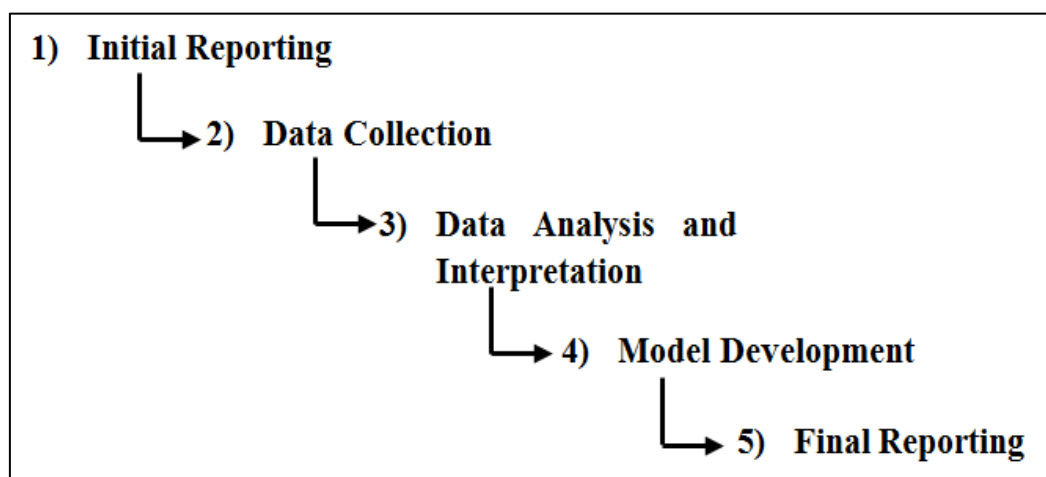 1) Initial Reporting
2) Data Collection
3) Data Analysis and
Interpretation
4) Model Development
5) Final Reporting